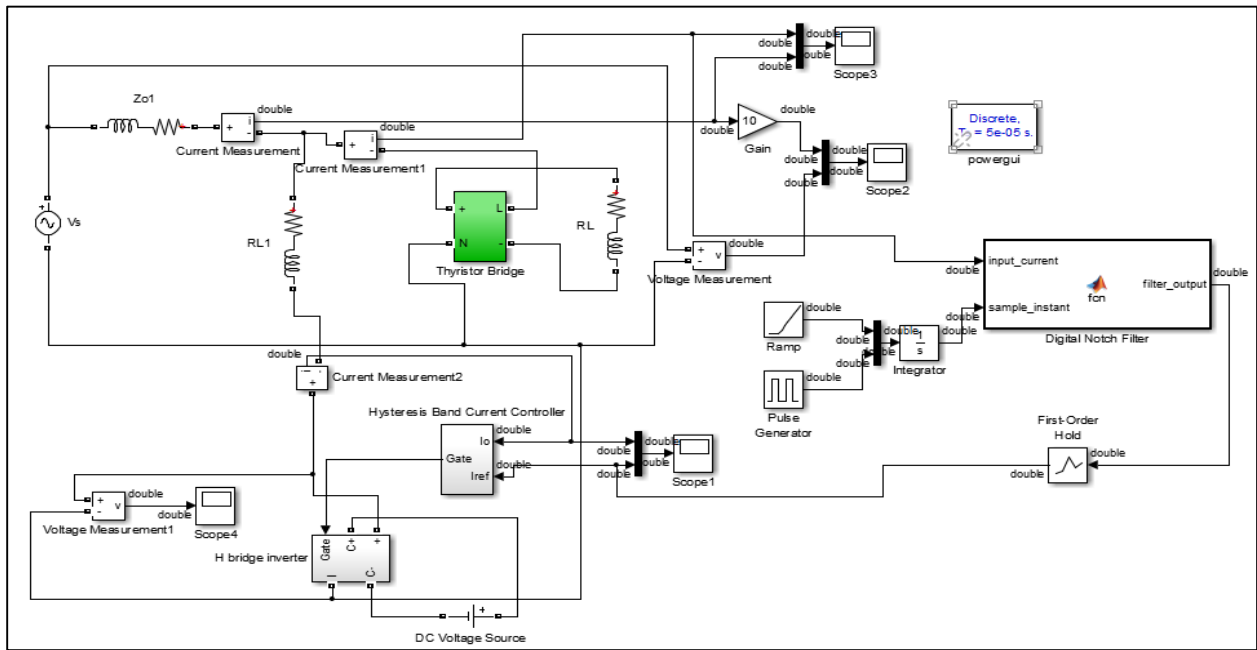 double
double
double
double
double
Scope3
Zo1
+
i
-
double
Current Measurement
+
i
-
double
Current Measurement1
double
10
Gain
double
double
double
double
Scope2
Discrete,
= 5e-05 s.
powergui
+
Vs
RL1
+
L
N
-
Thyristor Bridge
RL
+
-
v
double
Voltage Measurement
double
input_current
double
sample_instant
fcn
filter_output
double
Digital Notch Filter
Ramp
double
double
double
double
1
s
Integrator
double
double
Pulse
Generator
double
+
Current Measurement2
Hysteresis Band Current Controller
Io
Gate
Iref
double
double
double
double
double
Scope1
First-Order
Hold
double
double
+
-
v
double
double
Voltage Measurement1
Scope4
H bridge inverter
Gate
C+
+
C-
+
DC Voltage Source